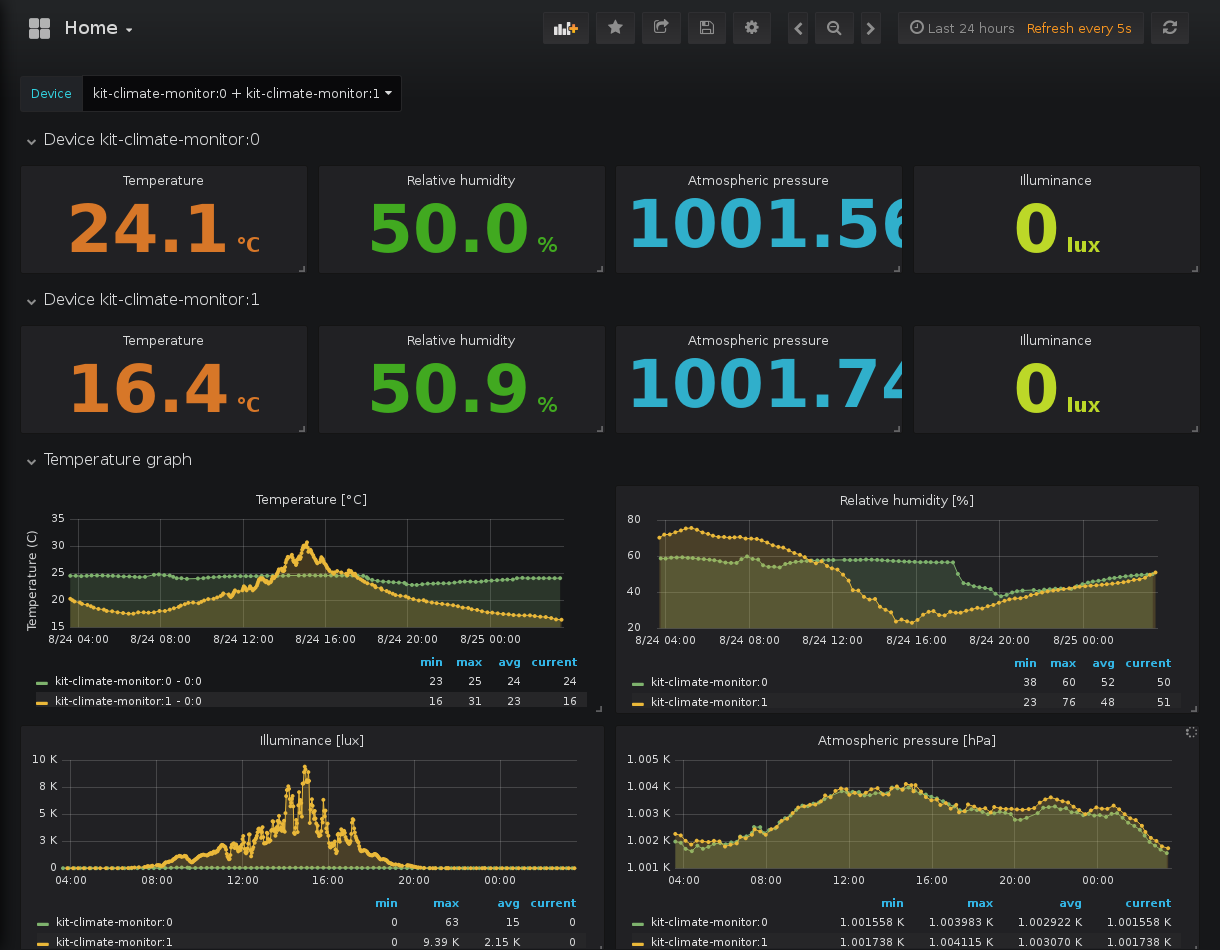 Home
Last 24 hours Refresh every 5s
Device kit-climate-monitor:0 + kit-climate-monitor:1
Device kit-climate-monitor:0
Temperature Relative humidity Atmospheric pressure Illuminance
24.1 °C 50.0 % 1001.56 0 lux
Device kit-climate-monitor:1
Temperature Relative humidity Atmospheric pressure Illuminance
16.4 °C 50.9 % 1001.74 0 lux
Temperature graph
Temperature [°C]
Temperature (C)
35
30
25
20
15
8/24 04:00 8/24 08:00 8/24 12:00 8/24 16:00 8/24 20:00 8/25 00:00
min max avg current
kit-climate-monitor:0 - 0:0 23 25 24 24
kit-climate-monitor:1 - 0:0 16 31 23 16
Relative humidity [%]
80
60
40
20
8/24 04:00 8/24 08:00 8/24 12:00 8/24 16:00 8/24 20:00 8/25 00:00
min max avg current
kit-climate-monitor:0 38 60 52 50
kit-climate-monitor:1 23 76 48 51
Illuminance [lux]
10 K
8 K
5 K
3 K
0
04:00 08:00 12:00 16:00 20:00 00:00
min max avg current
kit-climate-monitor:0 0 63 15 0
kit-climate-monitor:1 0 9.39 K 2.15 K 0
Atmospheric pressure [hPa]
1.005 K
1.004 K
1.003 K
1.002 K
1.001 K
04:00 08:00 12:00 16:00 20:00 00:00
min max avg current
kit-climate-monitor:0 1.001558 K 1.003983 K 1.002922 K 1.001558 K
kit-climate-monitor:1 1.001738 K 1.004115 K 1.003070 K 1.001738 K